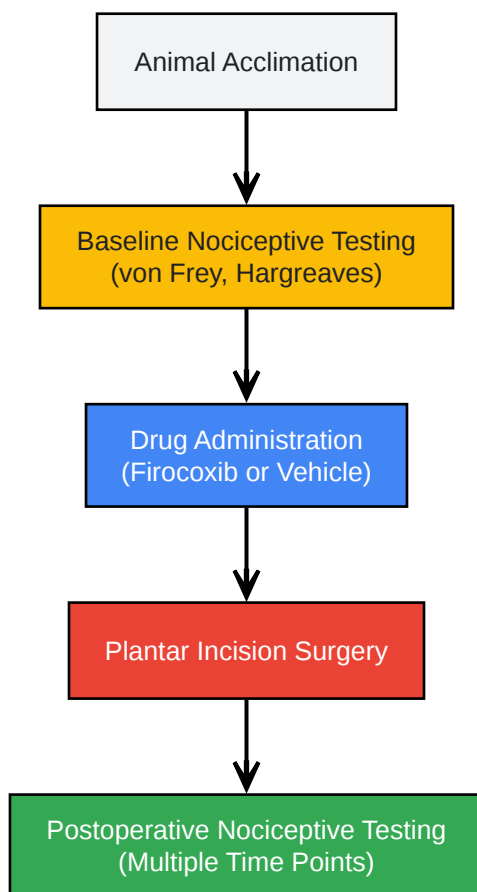 Animal Acclimation
Baseline Nociceptive Testing
(von Frey, Hargreaves)
Drug Administration
(Firocoxib or Vehicle)
Plantar Incision Surgery
Postoperative Nociceptive Testing
(Multiple Time Points)